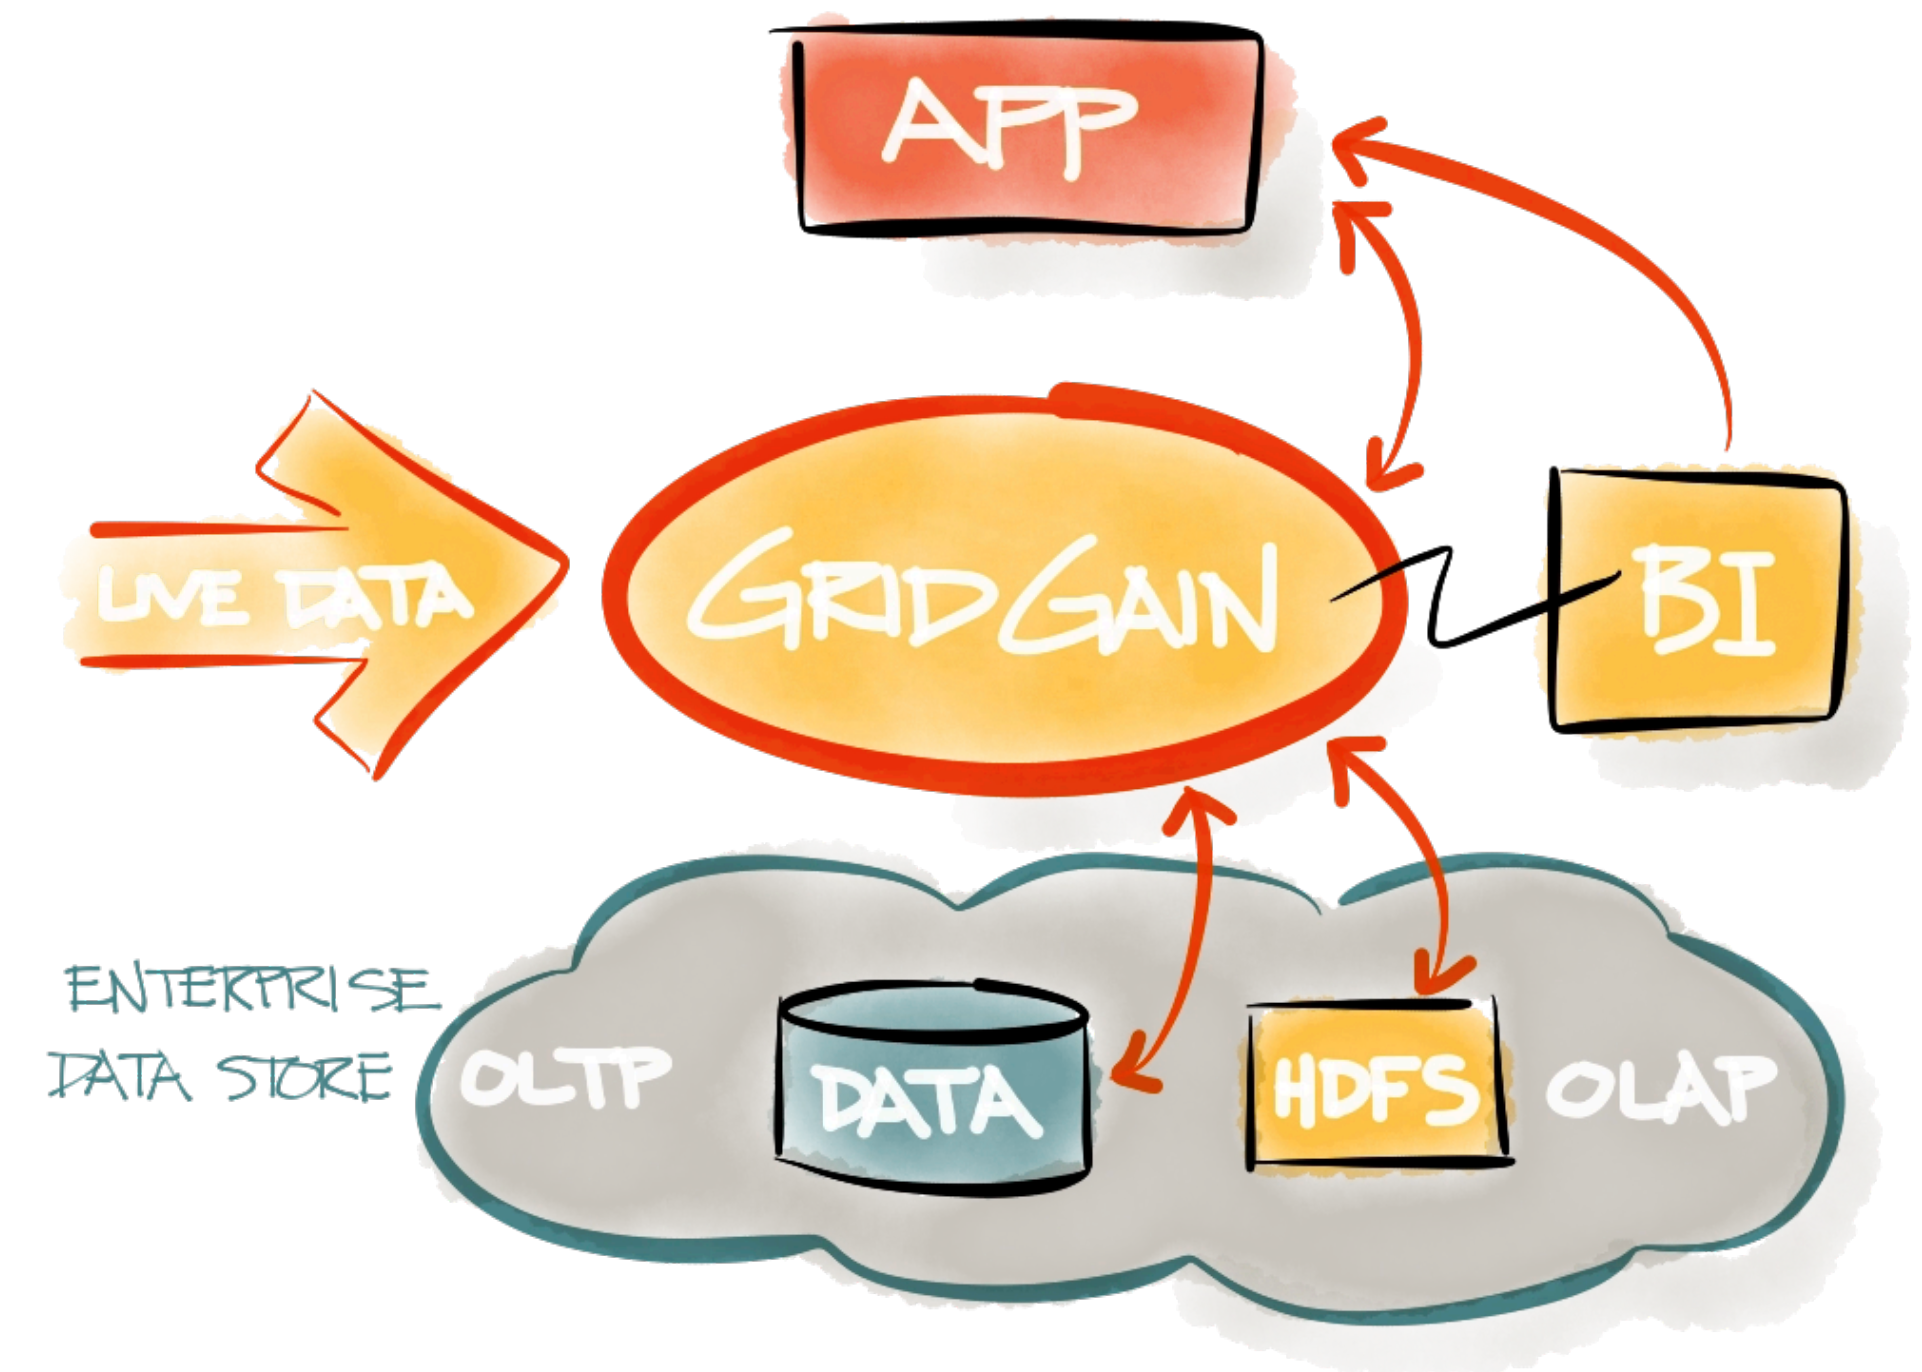 APP
LIVE DATA
GRIDGAIN
BI
ENTERPRISE
DATA STORE
OLTP
DATA
HDFS
OLAP